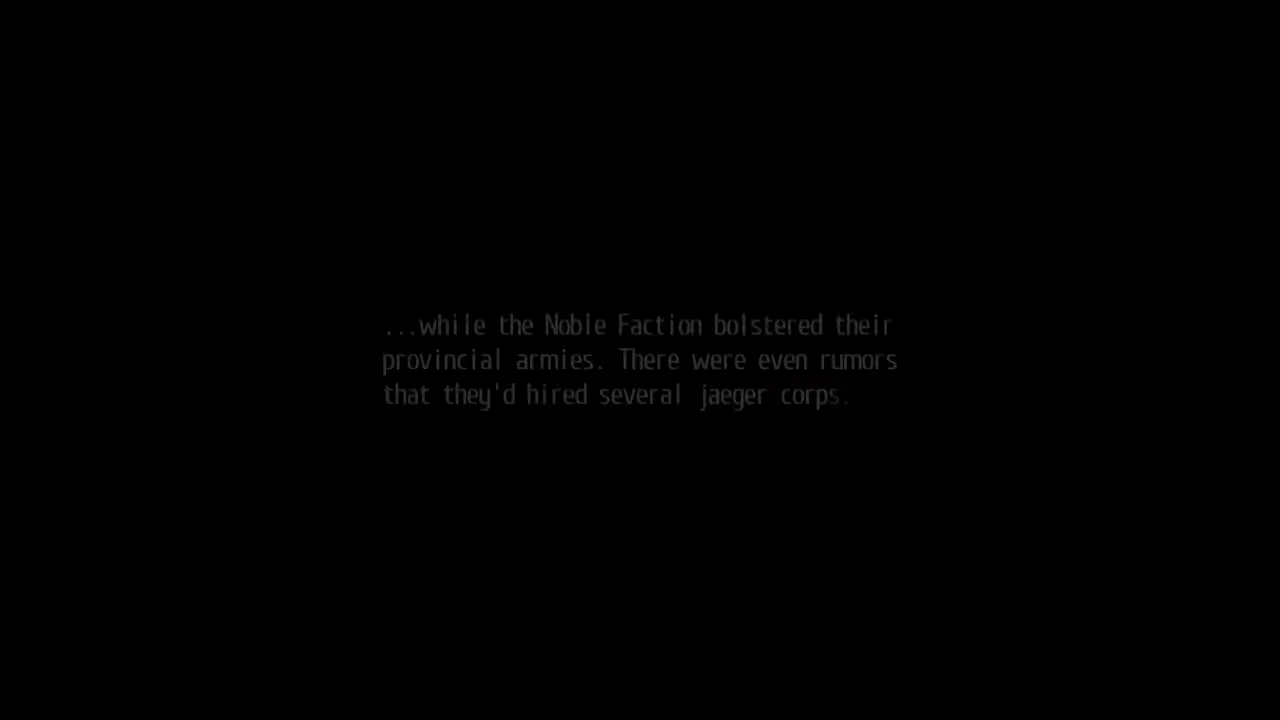 ...while the Noble Faction bolstered their
provincial armies. There were even rumors
that they'd hired several jaeger corps.